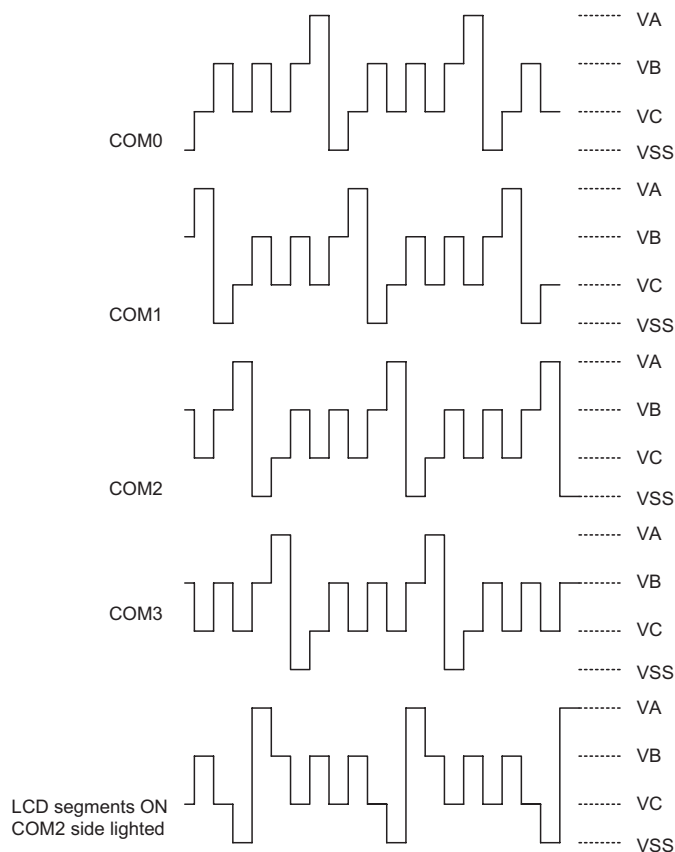 VA
VB
VC
COM0
VSS
VA
VB
VC
COM1
VSS
VA
VB
VC
COM2
VSS
VA
VB
COM3
VC
VSS
VA
VB
LCD segments ON
VC
COM2 side lighted
VSS